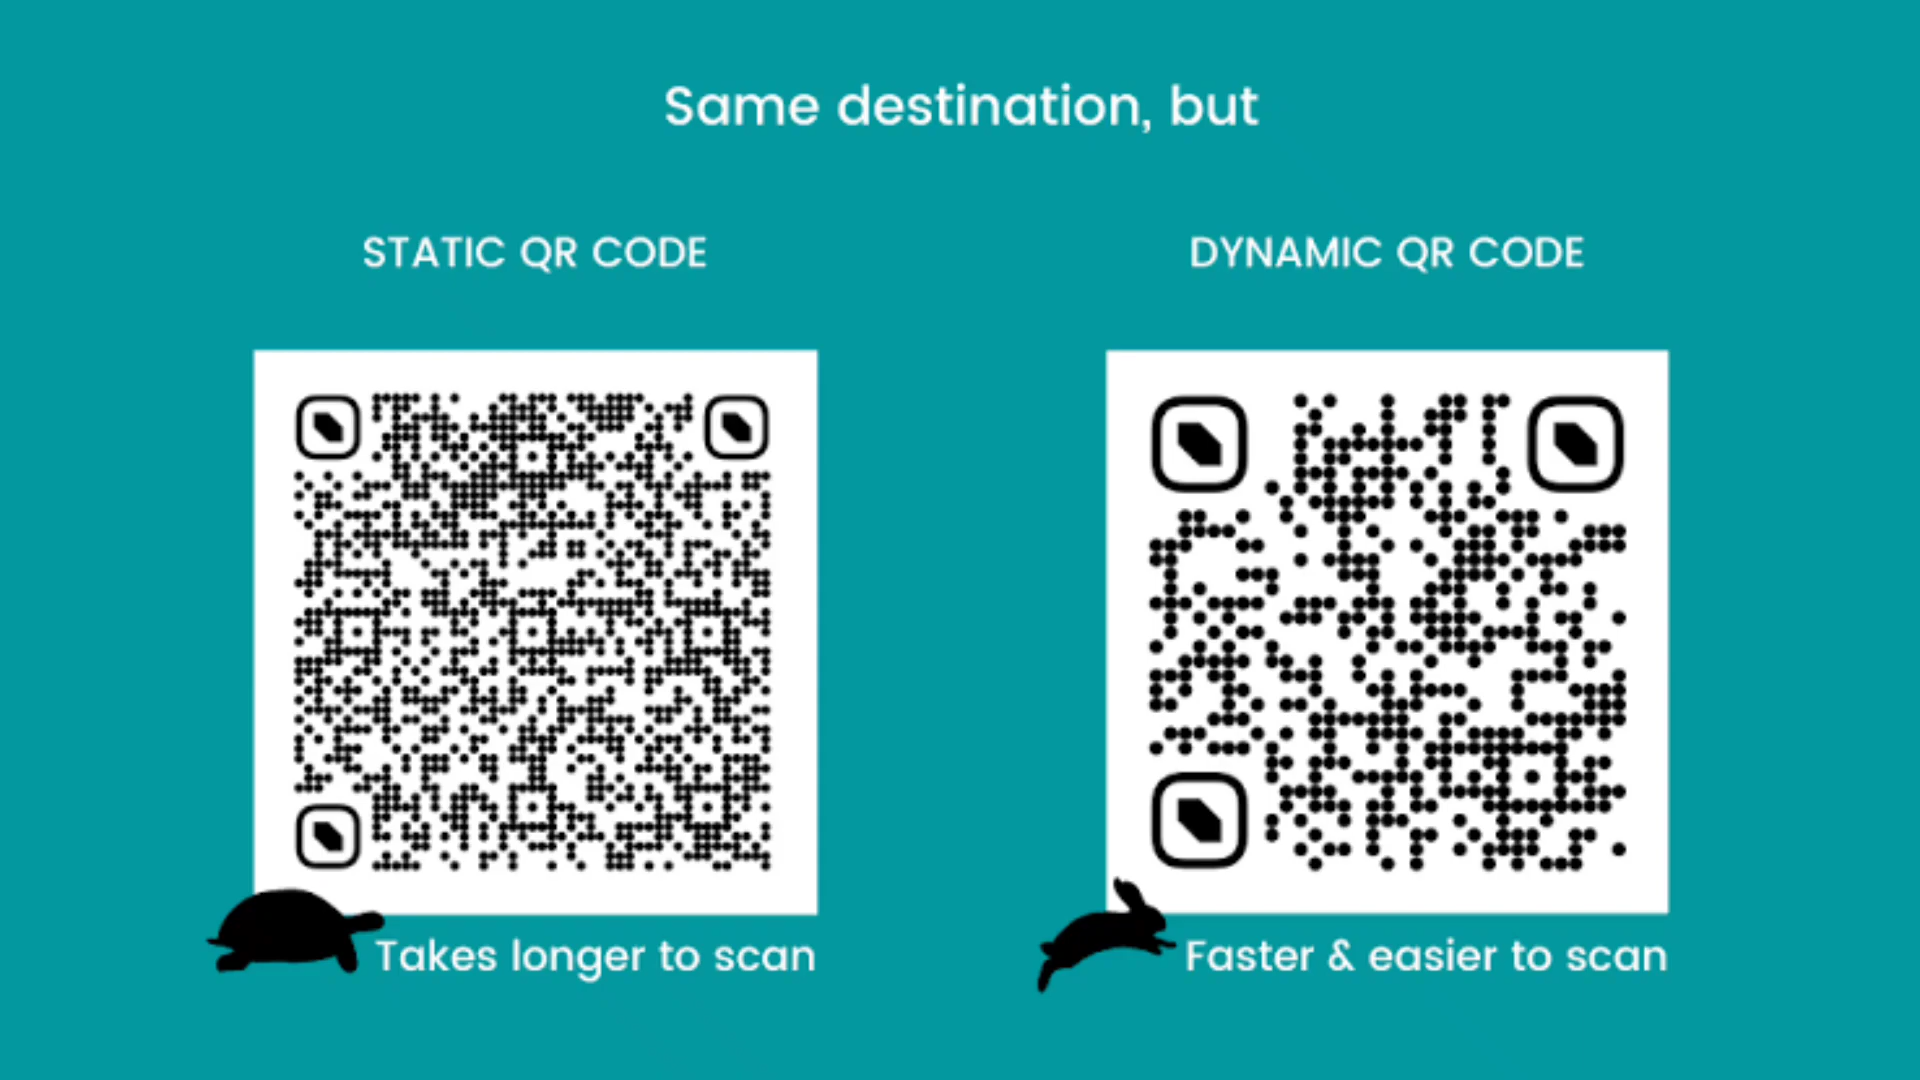 Same destination, but
STATIC QR CODE
DYNAMIC QR CODE
Takes longer to scan
Faster & easier to scan